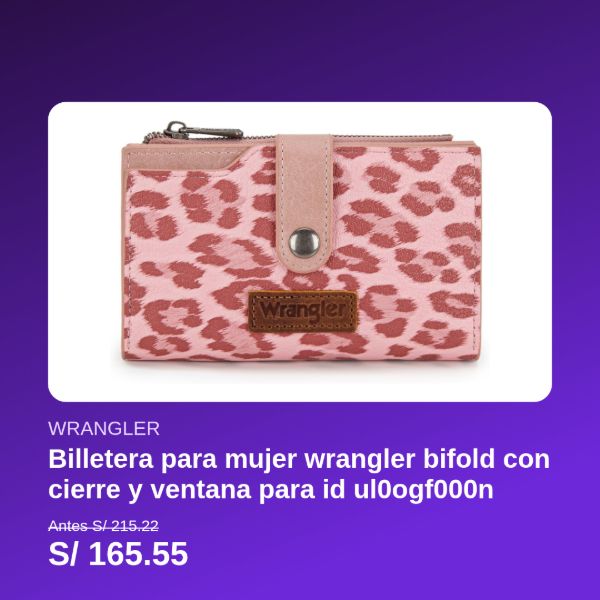 Wrangler
WRANGLER
Billetera para mujer wrangler bifold con
cierre y ventana para id ul0ogf000n
Antes S/ 215.22
S/ 165.55